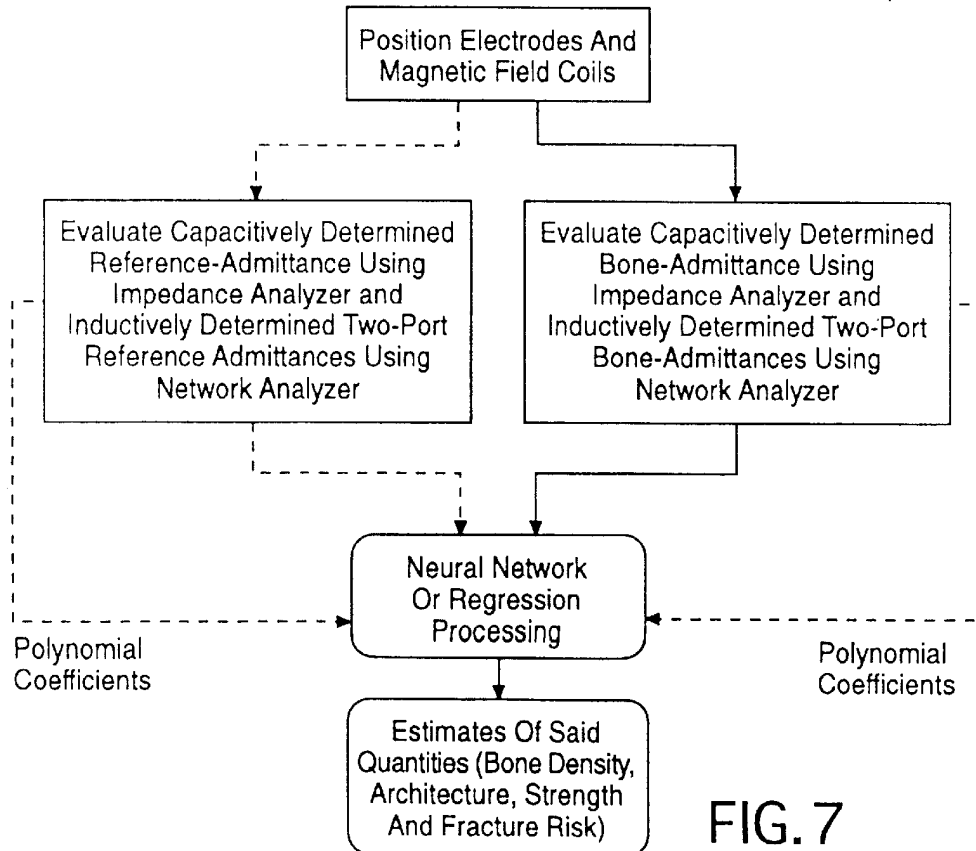 Position Electrodes And
Magnetic Field Coils
Evaluate Capacitively Determined
Reference-Admittance Using
Impedance Analyzer and
Inductively Determined Two-Port
Reference Admittances Using
Network Analyzer
Evaluate Capacitively Determined
Bone-Admittance Using
Impedance Analyzer and
Inductively Determined Two-Port
Bone-Admittances Using
Network Analyzer
Neural Network
Or Regression
Processing
Polynomial
Coefficients
Polynomial
Coefficients
Estimates Of Said
Quantities (Bone Density,
Architecture, Strength
And Fracture Risk)
FIG. 7